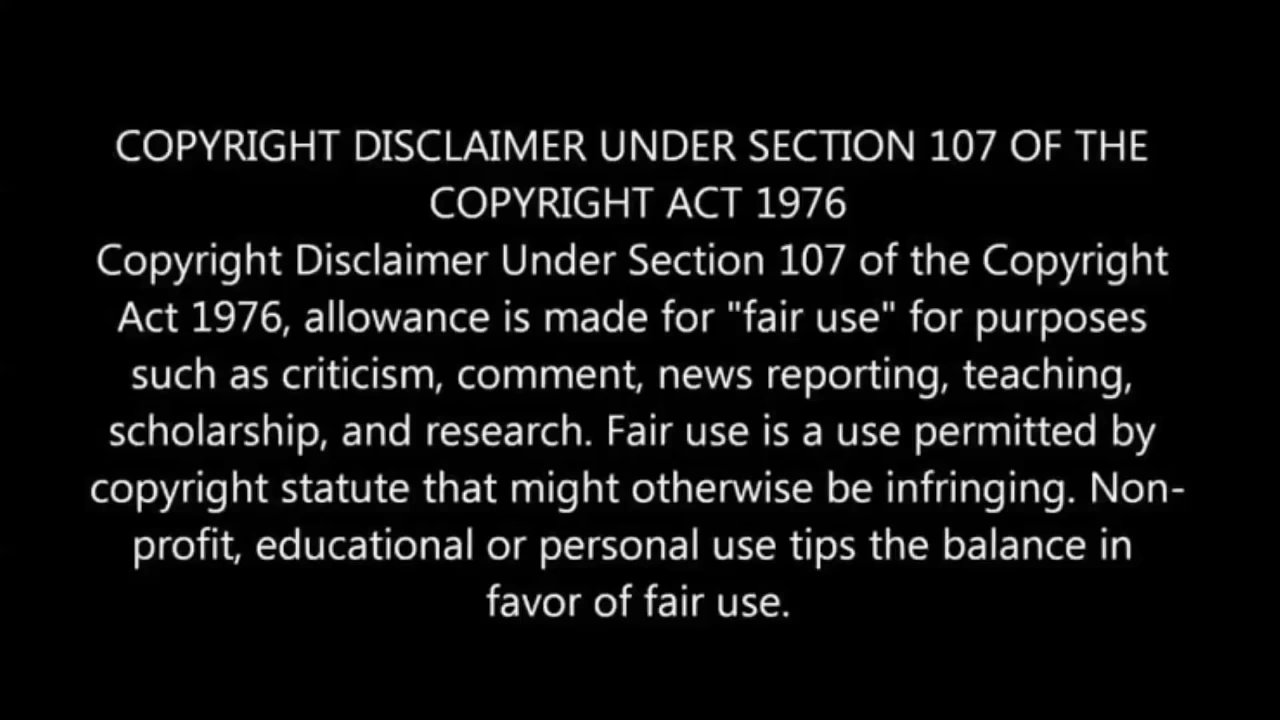 COPYRIGHT DISCLAIMER UNDER SECTION 107 OF THE
COPYRIGHT ACT 1976
Copyright Disclaimer Under Section 107 of the Copyright
Act 1976, allowance is made for "fair use" for purposes
such as criticism, comment, news reporting, teaching,
scholarship, and research. Fair use is a use permitted by
copyright statute that might otherwise be infringing. Non-
profit, educational or personal use tips the balance in
favor of fair use.